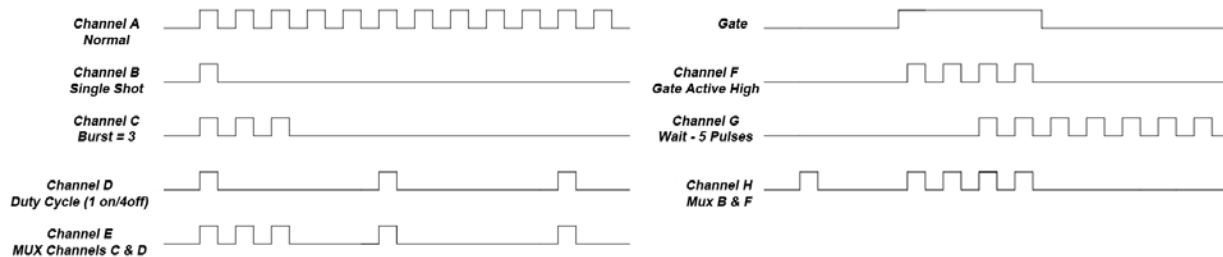 Channel A
Normal
Channel B
Single Shot
Channel C
Burst = 3
Channel D
Duty Cycle (1 on/4off)
Channel E
MUX Channels C & D
Gate
Channel F
Gate Active High
Channel G
Wait - 5 Pulses
Channel H
Mux B & F